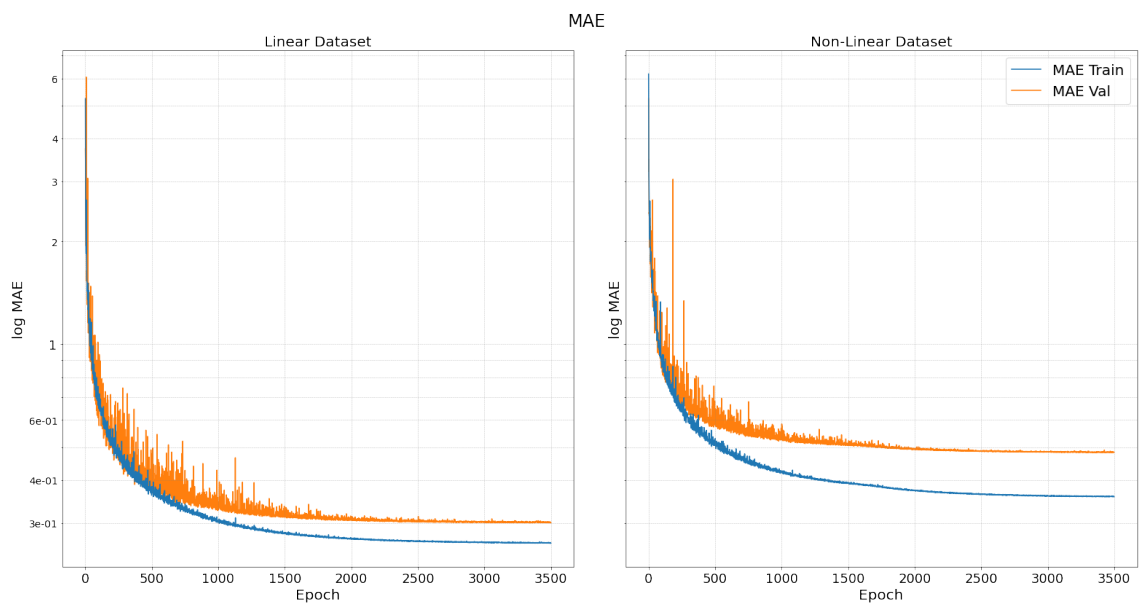 MAE
Linear Dataset
6
4
3
2
1
6e-01
4e-01
3e-01
log MAE
0 500 1000 1500 2000 2500 3000 3500
Epoch
Non-Linear Dataset
MAE Train
MAE Val
log MAE
0 500 1000 1500 2000 2500 3000 3500
Epoch